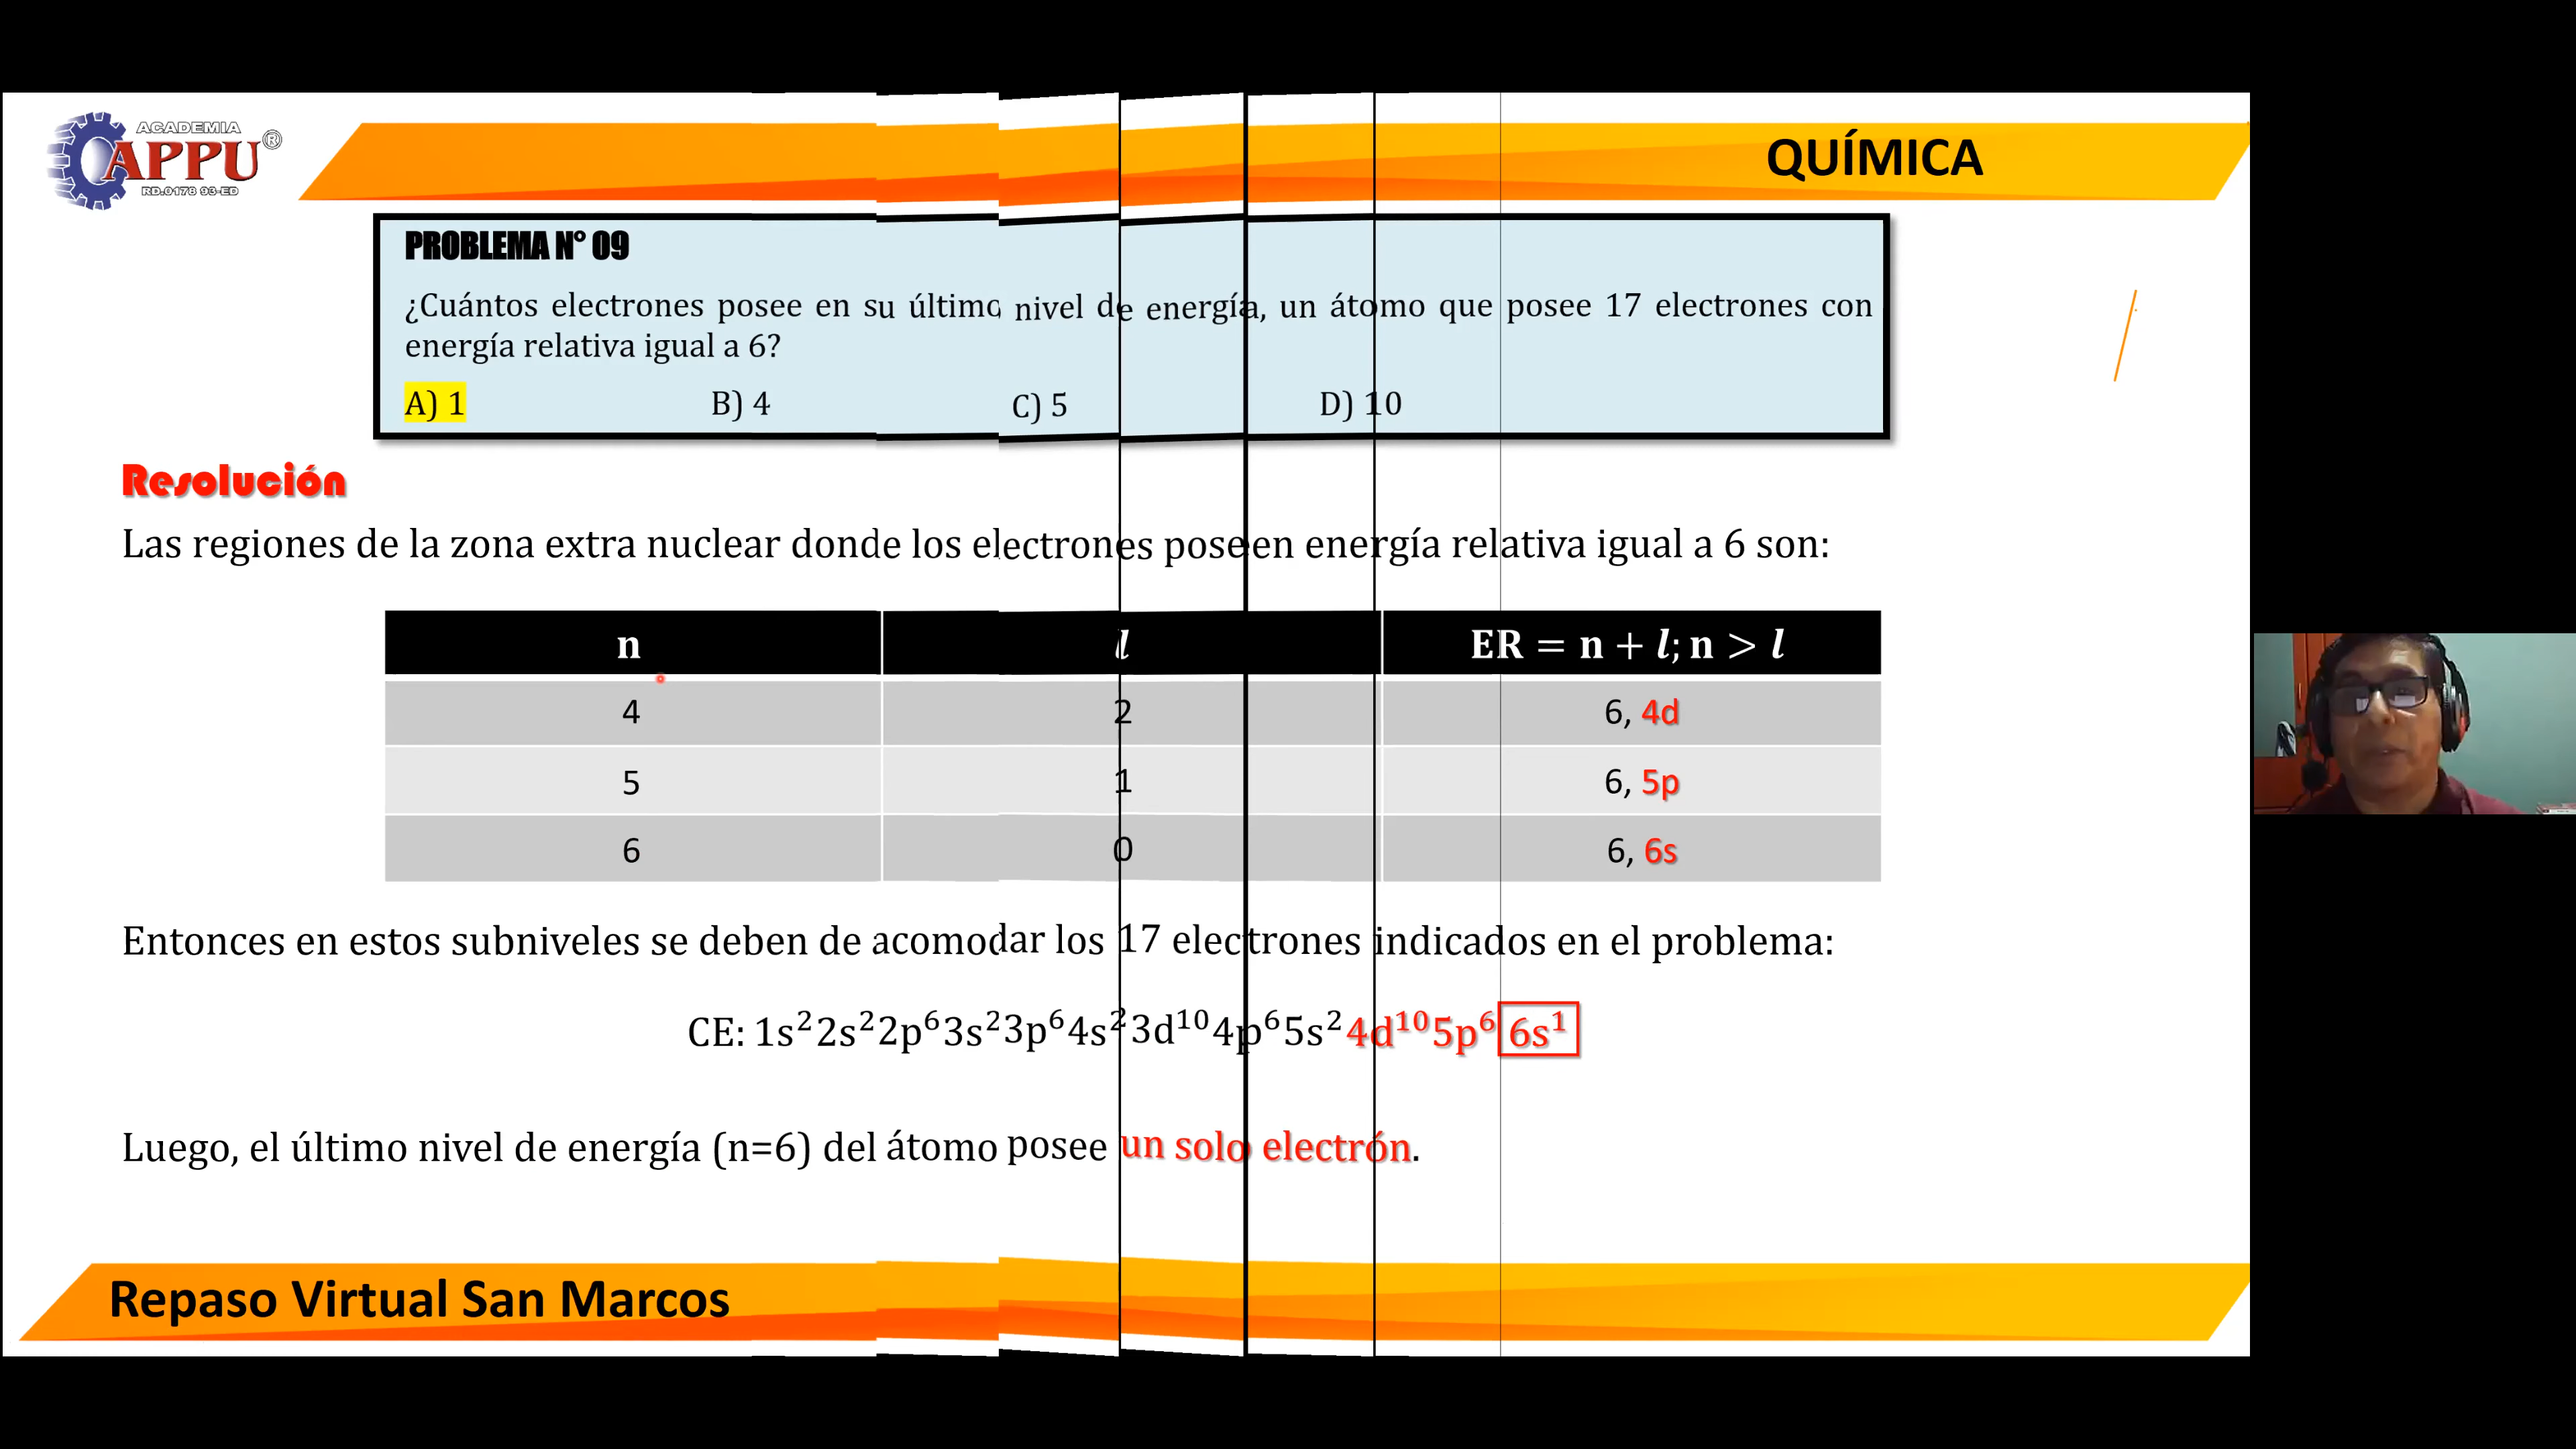 ACADEMIA
APPU®
RD.0178 93-ED
QUÍMICA
PROBLEMA N° 09
¿Cuántos electrones posee en su último nivel de energía, un átomo que posee 17 electrones con
energía relativa igual a 6?
A) 1 B) 4 C) 5 D) 10
Resolución
Las regiones de la zona extra nuclear donde los electrones poseen energía relativa igual a 6 son:
n l ER = n + l; n > l
4 2 6, 4d
5 1 6, 5p
6 0 6, 6s
Entonces en estos subniveles se deben de acomodar los 17 electrones indicados en el problema:
CE: 1s²2s²2p⁶3s²3p⁶4s²3d¹⁰4p⁶5s²4d¹⁰5p⁶6s¹
Luego, el último nivel de energía (n=6) del átomo posee un solo electrón.
Repaso Virtual San Marcos